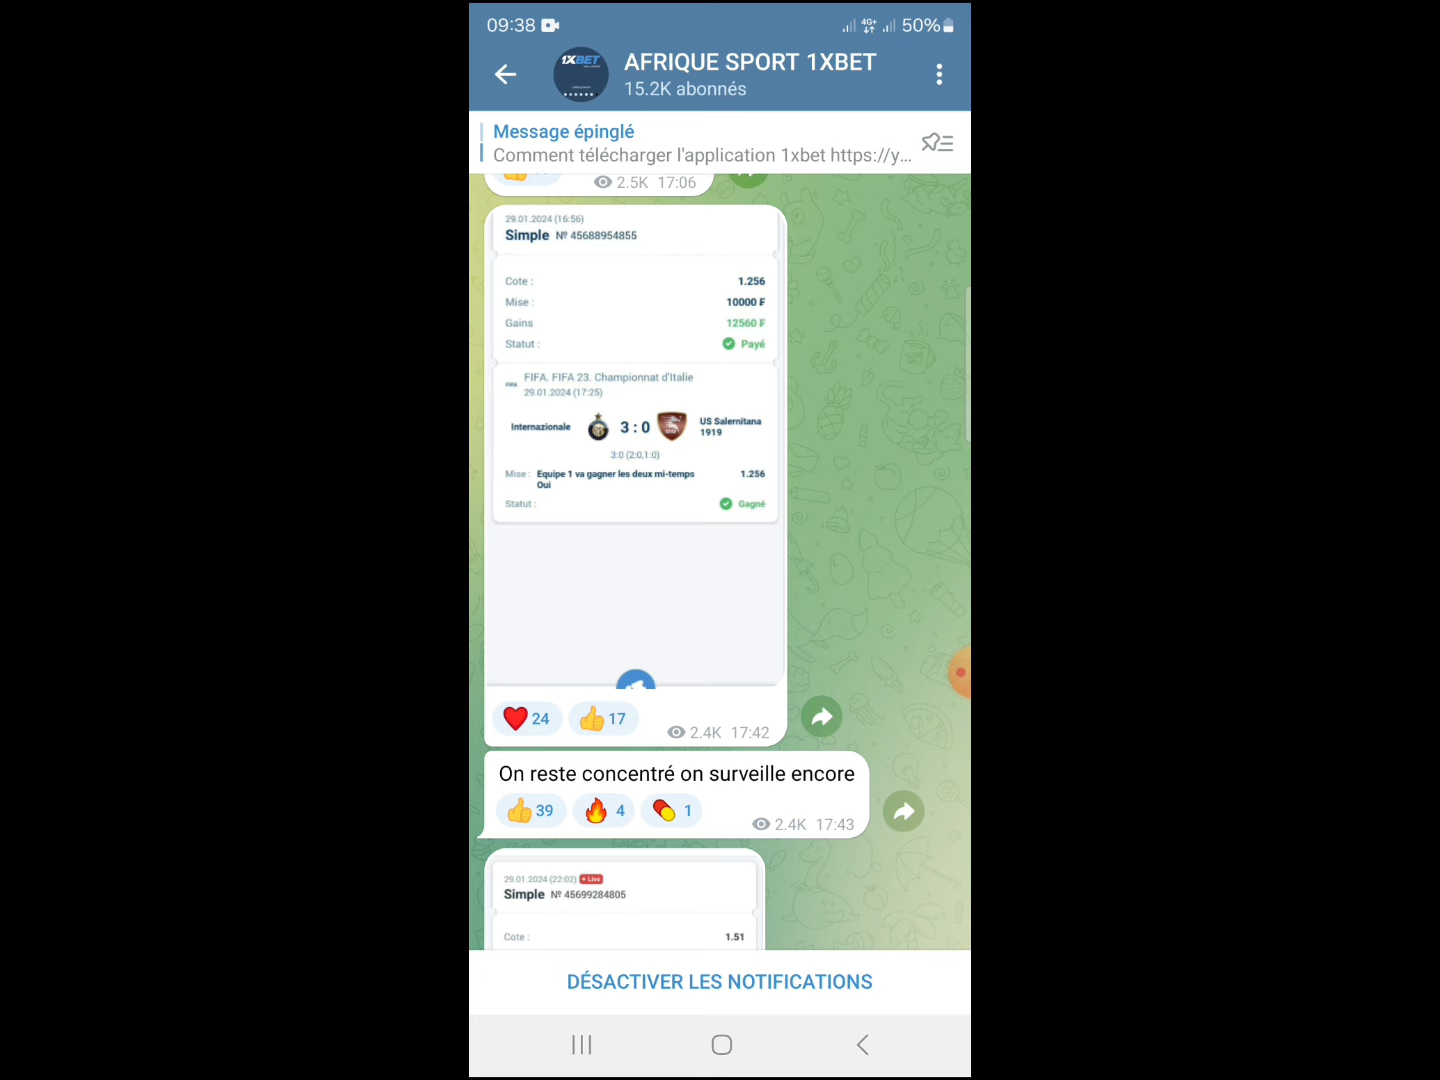 09:38 4G+ 50%
1XBET
AFRIQUE SPORT 1XBET
15.2K abonnés
Message épinglé
Comment télécharger l'application 1xbet https://y...
2.5K 17:06
29.01.2024 (16:56)
Simple Nº 45688954855
Cote : 1.256
Mise : 10000 ₣
Gains 12560 ₣
Statut : Payé
FIFA. FIFA 23. Championnat d'Italie
29.01.2024 (17:25)
Internazionale 3 : 0 US Salernitana 1919
3:0 (2:0,1:0)
Mise : Equipe 1 va gagner les deux mi-temps 1.256
Oui
Statut : Gagné
24 17 2.4K 17:42
On reste concentré on surveille encore
39 4 1 2.4K 17:43
29.01.2024 (22:02) Live
Simple Nº 45699284805
Cote : 1.51
DÉSACTIVER LES NOTIFICATIONS